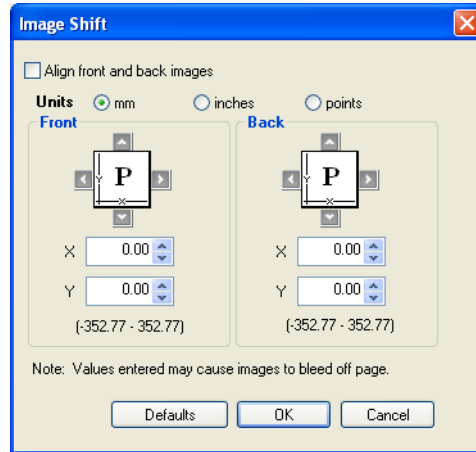 Image Shift
Align front and back images
Units mm inches points
Front Back
P P
Y Y
X X
X 0.00 X 0.00
Y 0.00 Y 0.00
(-352.77 - 352.77) (-352.77 - 352.77)
Note: Values entered may cause images to bleed off page.
Defaults OK Cancel